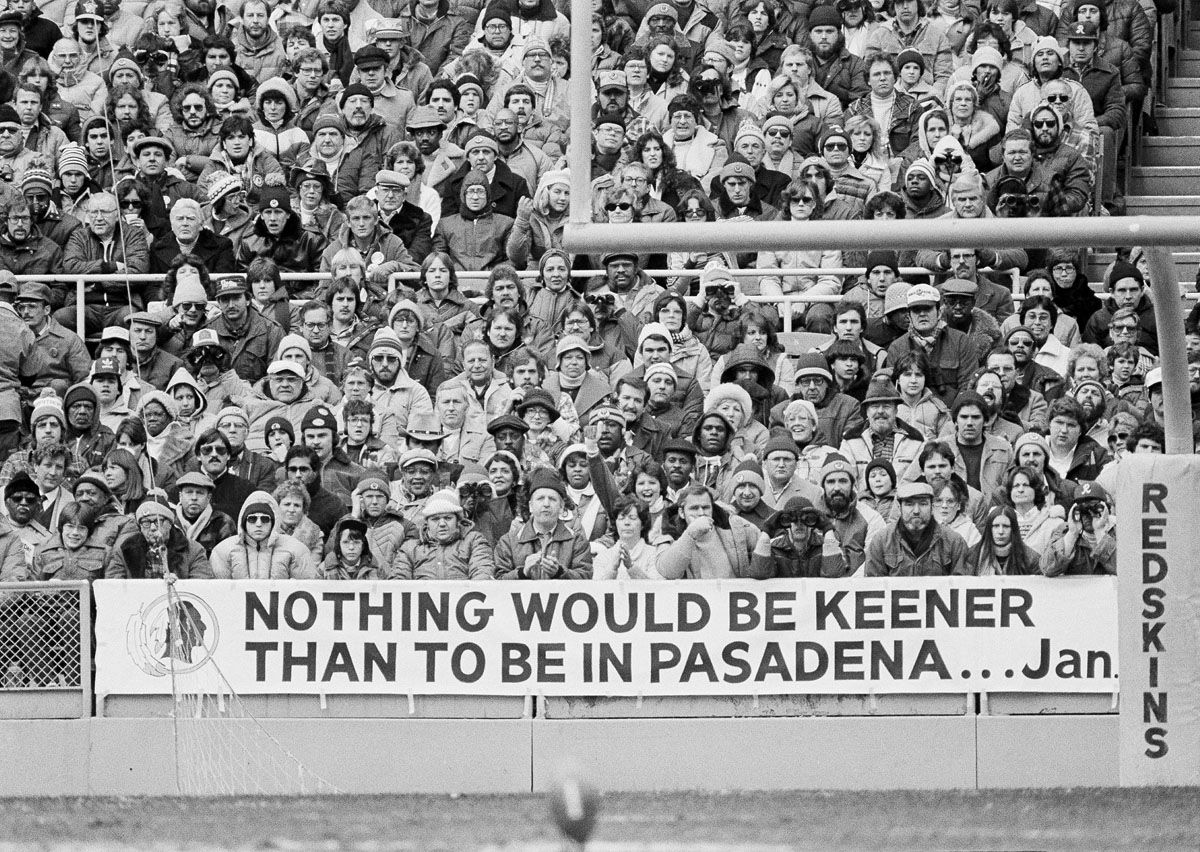 NOTHING WOULD BE KEENER
THAN TO BE IN PASADENA...Jan.
REDSKINS